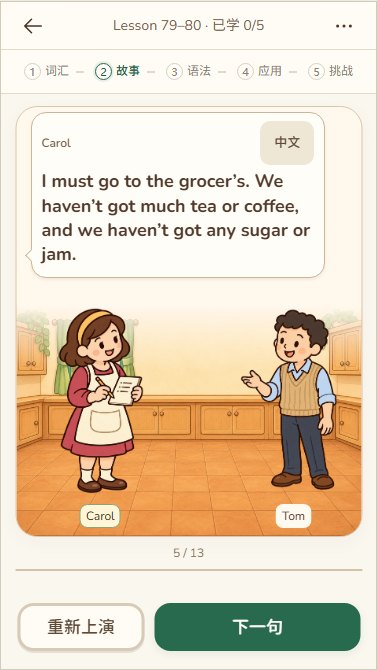 Lesson 79–80 · 已学 0/5
1 词汇 2 故事 3 语法 4 应用 5 挑战
Carol
中文
I must go to the grocer’s. We
haven’t got much tea or coffee,
and we haven’t got any sugar or
jam.
Carol
Tom
5 / 13
重新上演
下一句